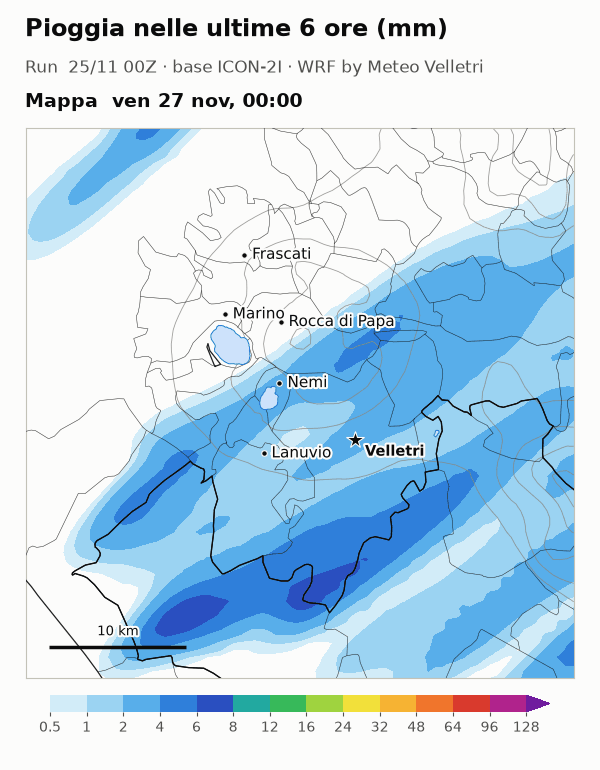 Pioggia nelle ultime 6 ore (mm)
Run 25/11 00Z · base ICON-2I · WRF by Meteo Velletri
Mappa ven 27 nov, 00:00
Frascati
Marino
Rocca di Papa
Nemi
Velletri
Lanuvio
10 km
0.5 1 2 4 6 8 12 16 24 32 48 64 96 128